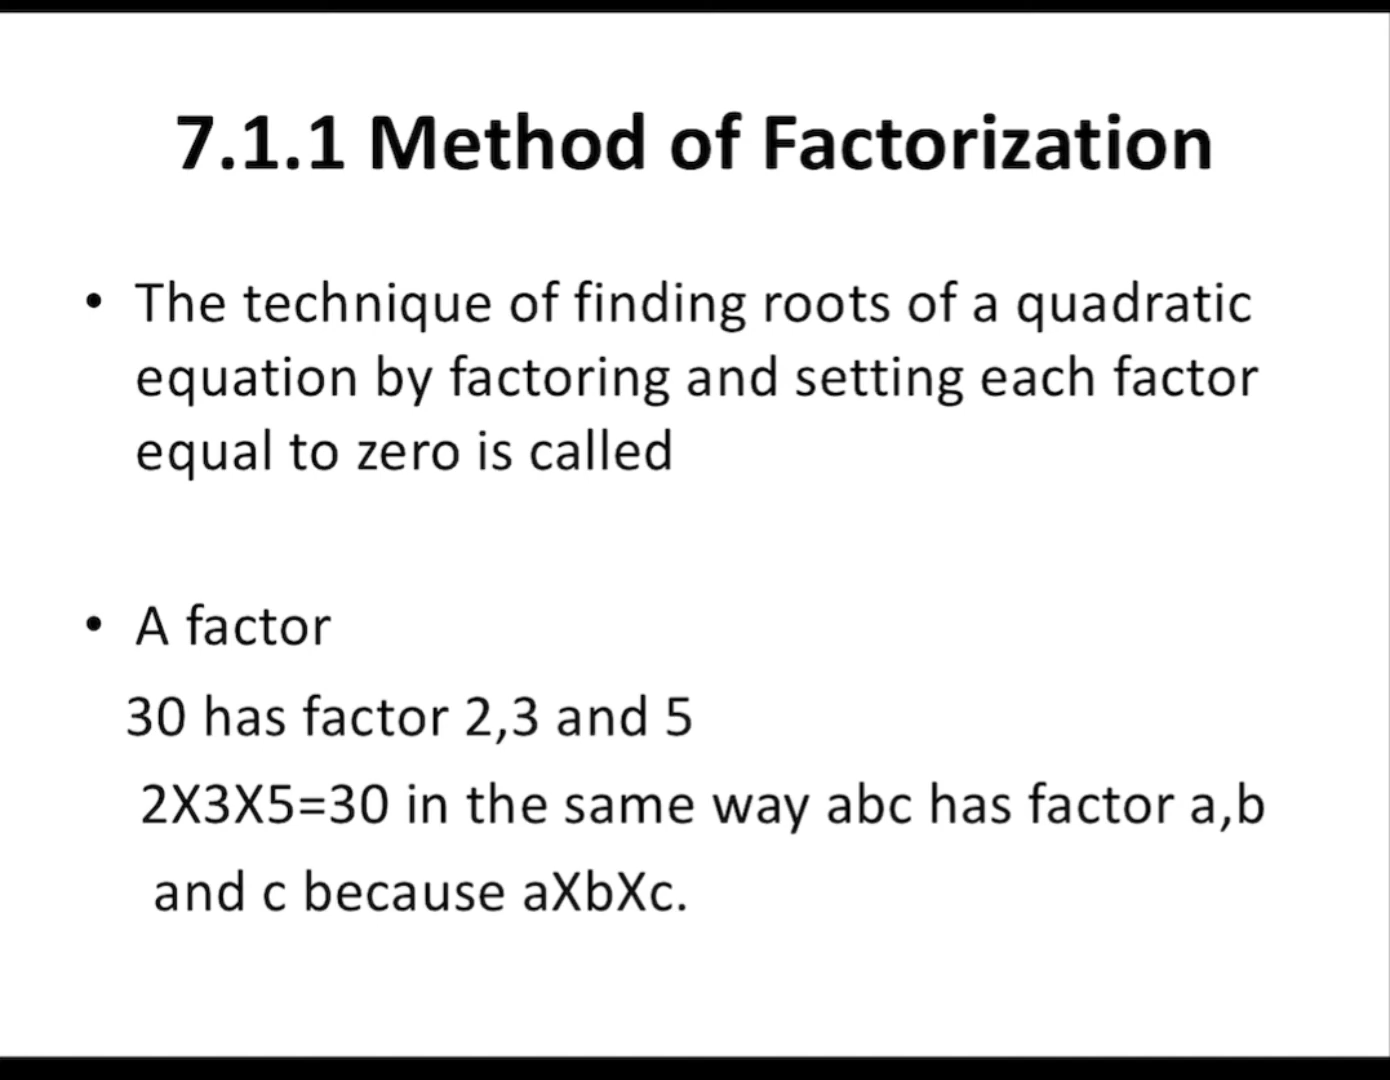 7.1.1 Method of Factorization
• The technique of finding roots of a quadratic
equation by factoring and setting each factor
equal to zero is called
• A factor
30 has factor 2,3 and 5
2X3X5=30 in the same way abc has factor a,b
and c because aXbXc.